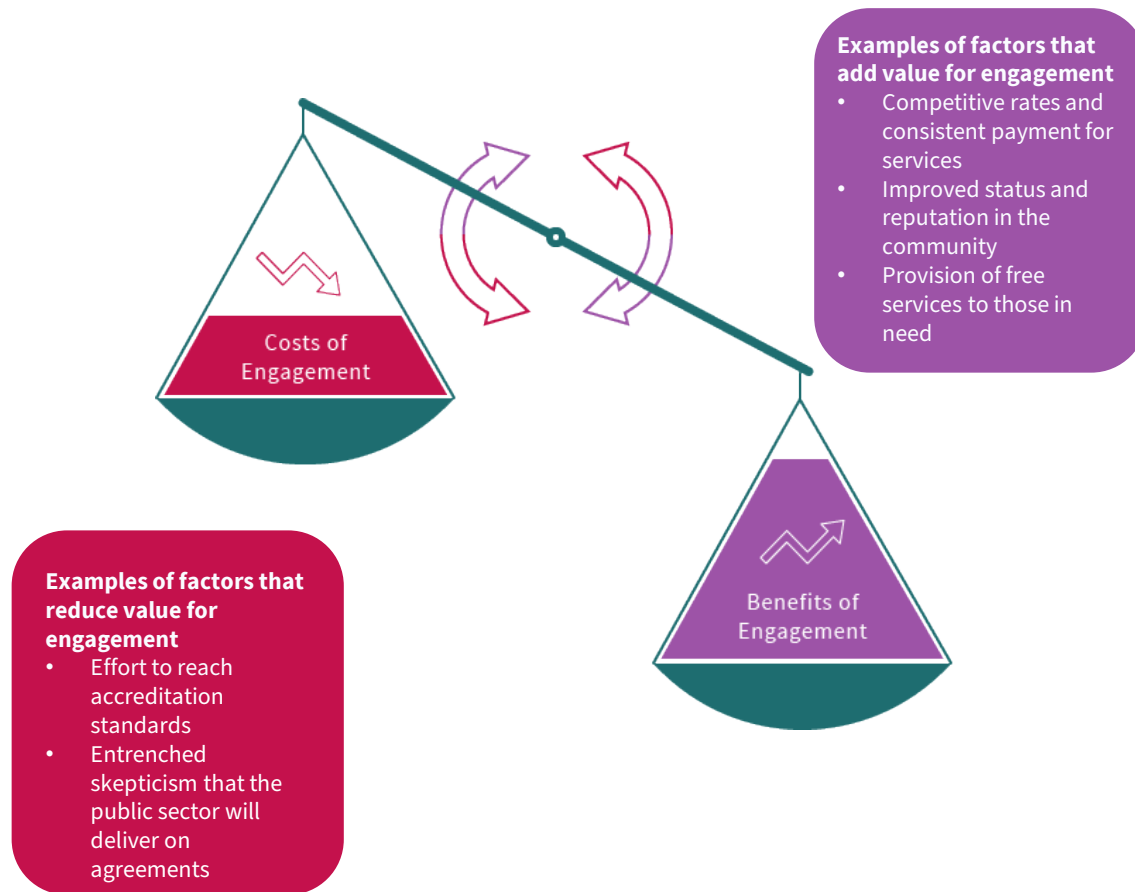 Examples of factors that
add value for engagement
• Competitive rates and
consistent payment for
services
• Improved status and
reputation in the
community
• Provision of free
services to those in
need
Costs of
Engagement
Benefits of
Engagement
Examples of factors that
reduce value for
engagement
• Effort to reach
accreditation
standards
• Entrenched
skepticism that the
public sector will
deliver on
agreements